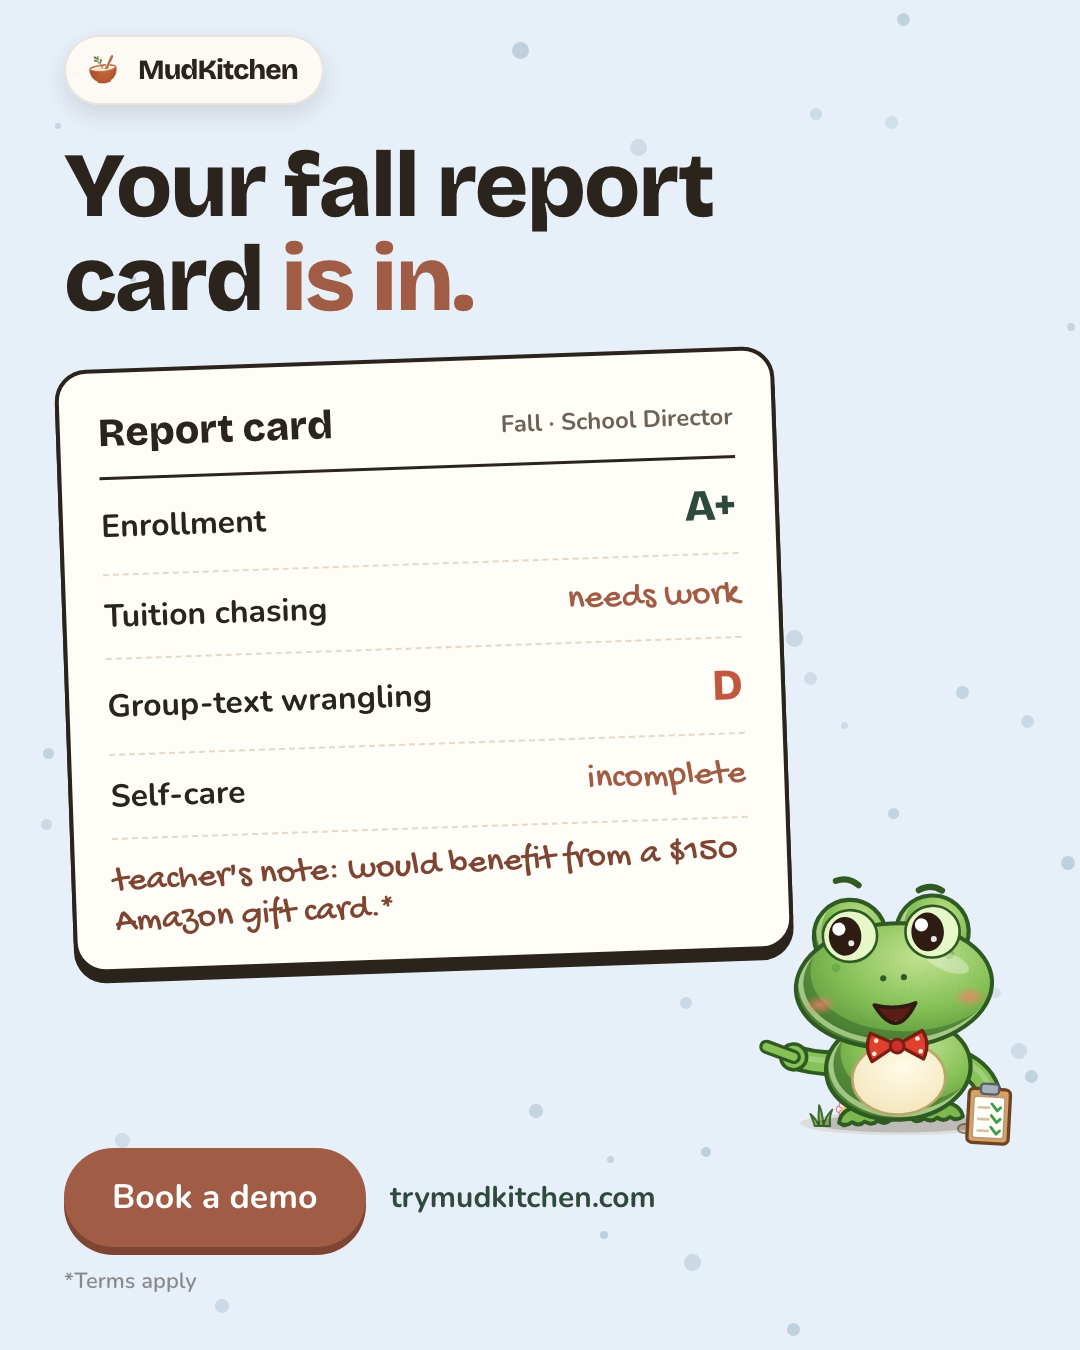 MudKitchen
Your fall report
card is in.
Report card
Fall · School Director
Enrollment
A+
Tuition chasing
needs work
Group-text wrangling
D
Self-care
incomplete
teacher's note: would benefit from a $150
Amazon gift card.*
Book a demo
trymudkitchen.com
*Terms apply